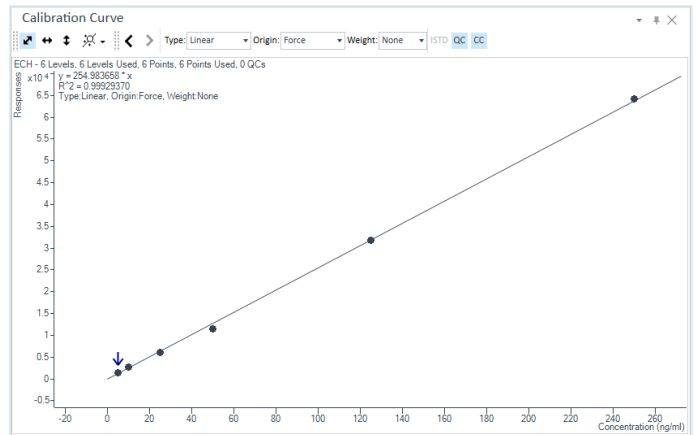 Calibration Curve
Type: Linear Origin: Force Weight: None ISTD QC CC
ECH - 6 Levels, 6 Levels Used, 6 Points, 6 Points Used, 0 QCs
Responses
x10 4
y = 254.983658 * x
R^2 = 0.99929370
Type:Linear, Origin:Force, Weight:None
6.5
6
5.5
5
4.5
4
3.5
3
2.5
2
1.5
1
0.5
0
-0.5
-20 0 20 40 60 80 100 120 140 160 180 200 220 240 260
Concentration (ng/ml)